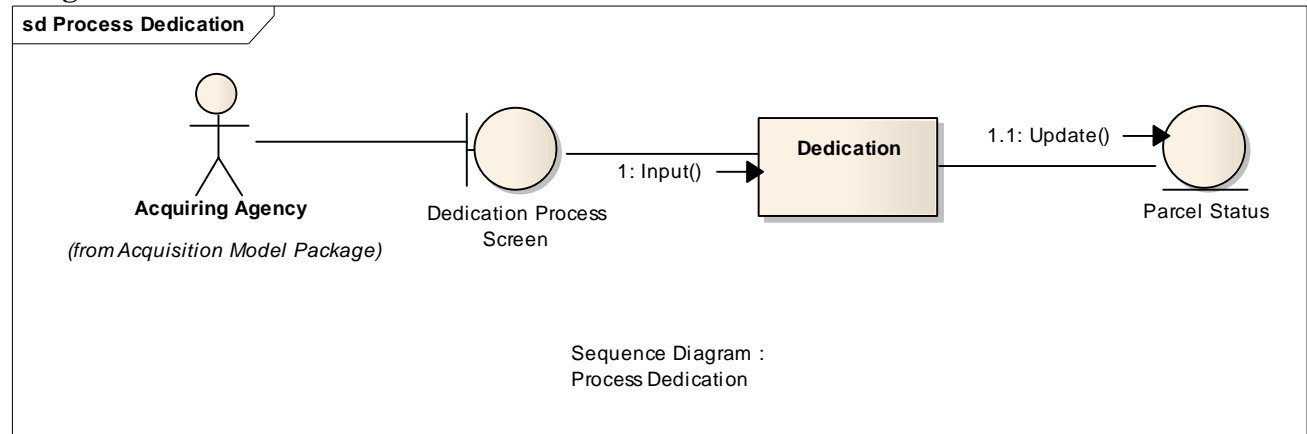 sd Process Dedication
1: Input()
Dedication
1.1: Update()
Acquiring Agency
(from Acquisition Model Package)
Dedication Process
Screen
Parcel Status
Sequence Diagram :
Process Dedication